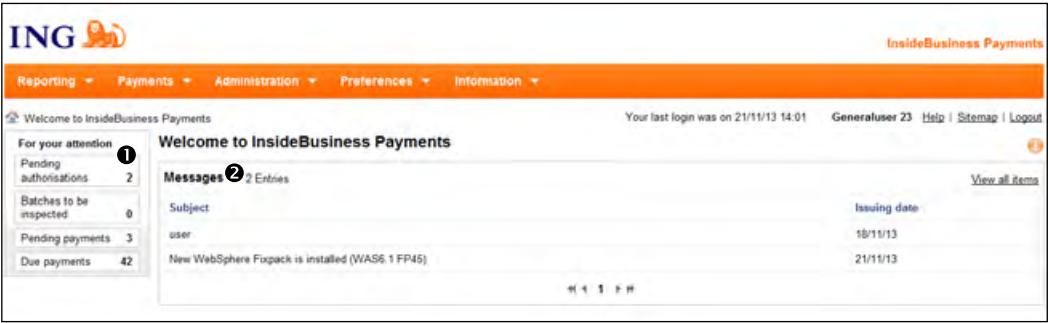 ING
InsideBusiness Payments
Reporting Payments Administration Preferences Information
Welcome to InsideBusiness Payments Your last login was on 21/11/13 14:01 Generaluser 23 Help | Sitemap | Logout
For your attention
1
Pending
authorisations 2
Batches to be
inspected 0
Pending payments 3
Due payments 42
Welcome to InsideBusiness Payments
Messages 2 2 Entries View all items
Subject Issuing date
user 18/11/13
New WebSphere Fixpack is installed (WAS6.1 FP45) 21/11/13
1